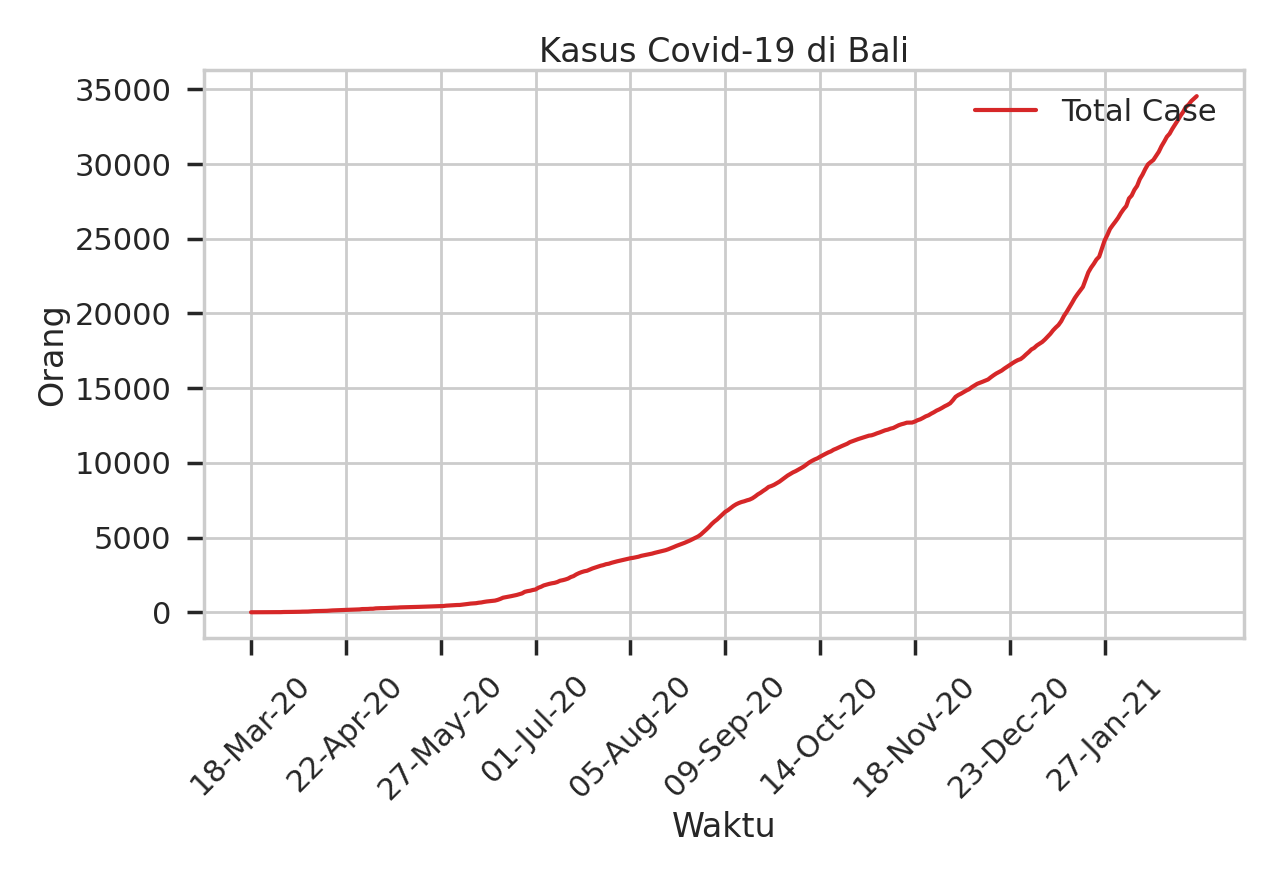 Kasus Covid-19 di Bali
Total Case
Orang
35000
30000
25000
20000
15000
10000
5000
0
18-Mar-20
22-Apr-20
27-May-20
01-Jul-20
05-Aug-20
09-Sep-20
14-Oct-20
18-Nov-20
23-Dec-20
27-Jan-21
Waktu